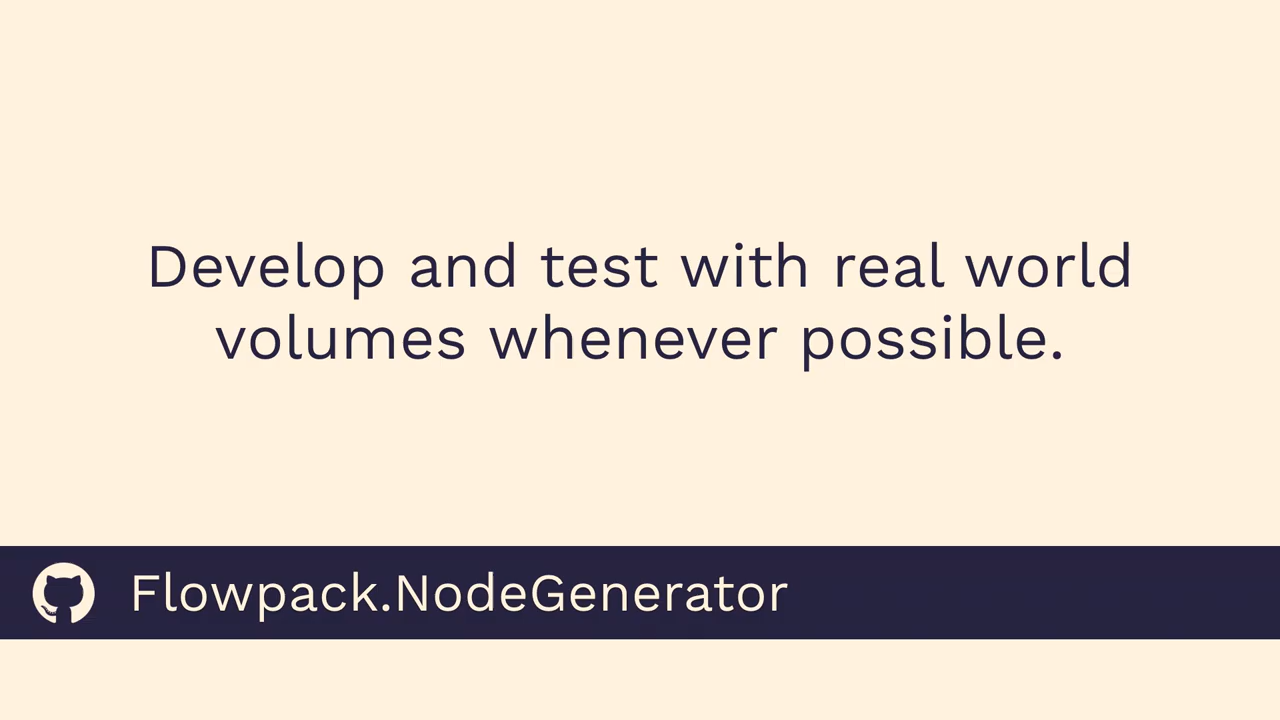 Develop and test with real world
volumes whenever possible.
Flowpack.NodeGenerator